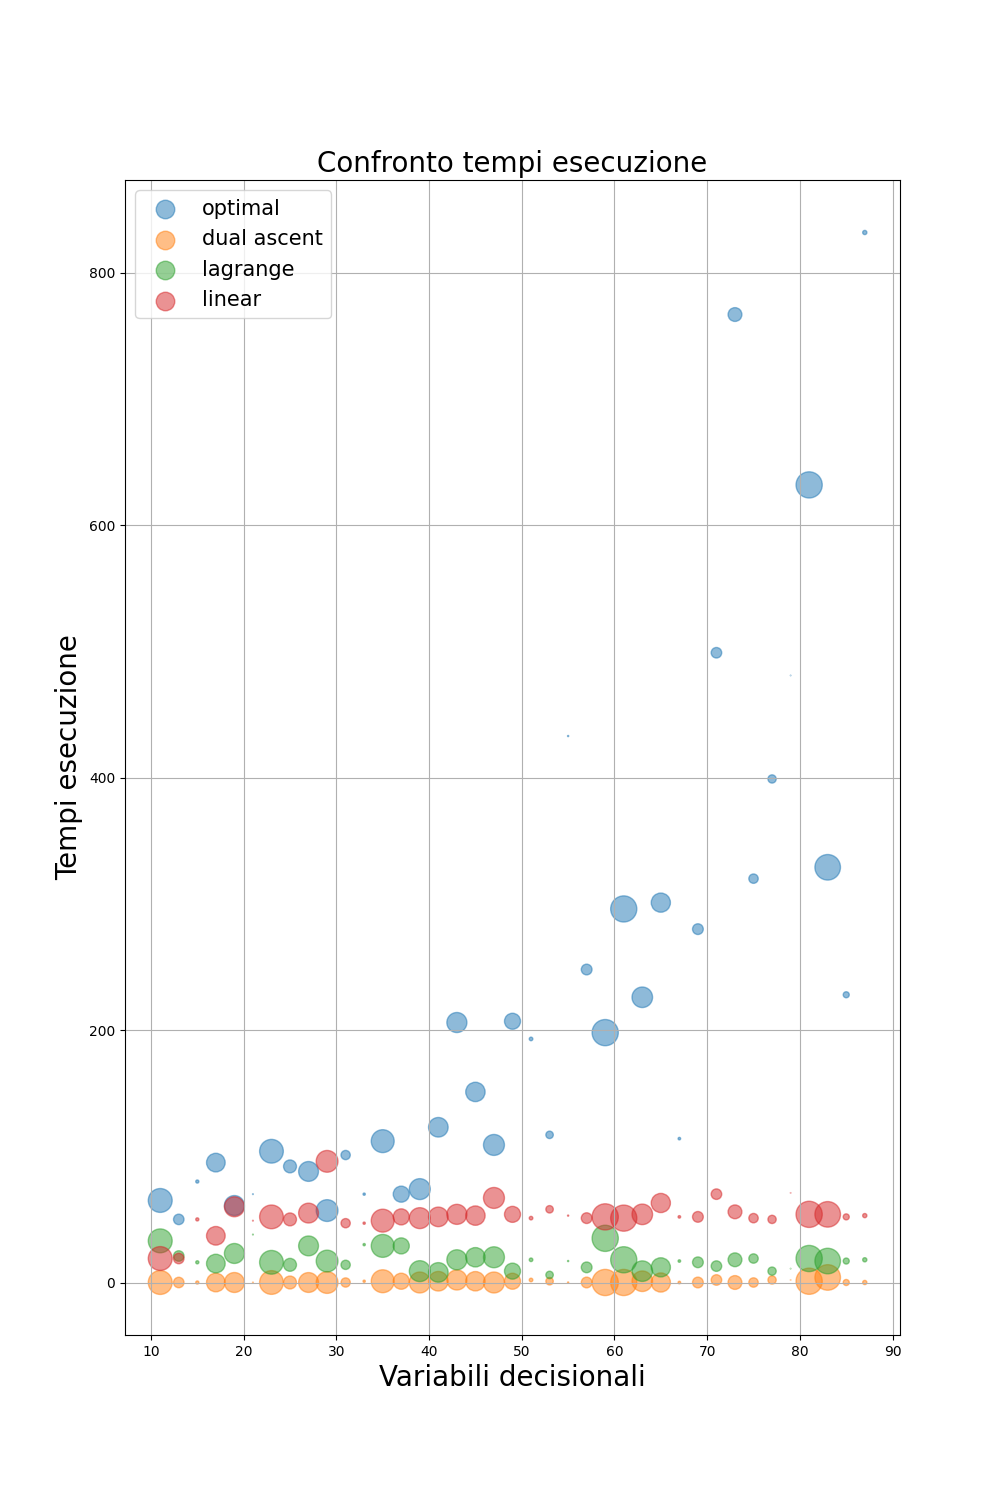 Confronto tempi esecuzione
optimal
dual ascent
lagrange
linear
800
600
400
200
0
Tempi esecuzione
10 20 30 40 50 60 70 80 90
Variabili decisionali